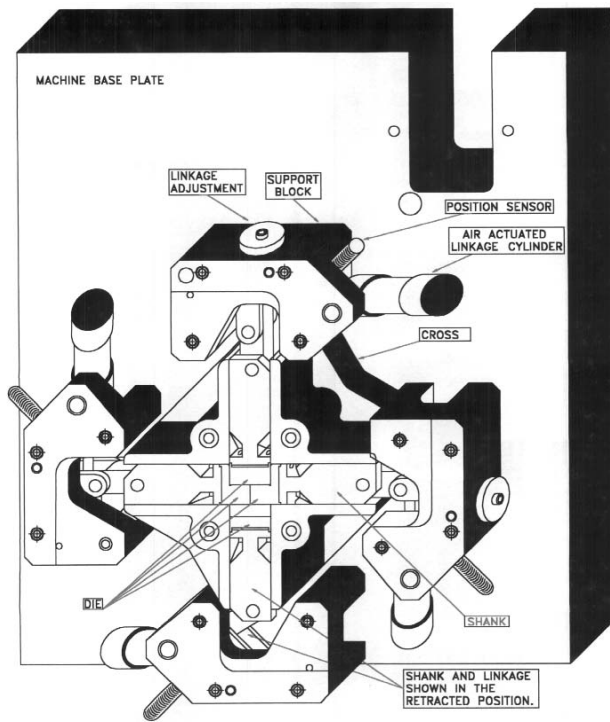 MACHINE BASE PLATE
LINKAGE
ADJUSTMENT
SUPPORT
BLOCK
POSITION SENSOR
AIR ACTUATED
LINKAGE CYLINDER
CROSS
DIE
SHANK
SHANK AND LINKAGE
SHOWN IN THE
RETRACTED POSITION.